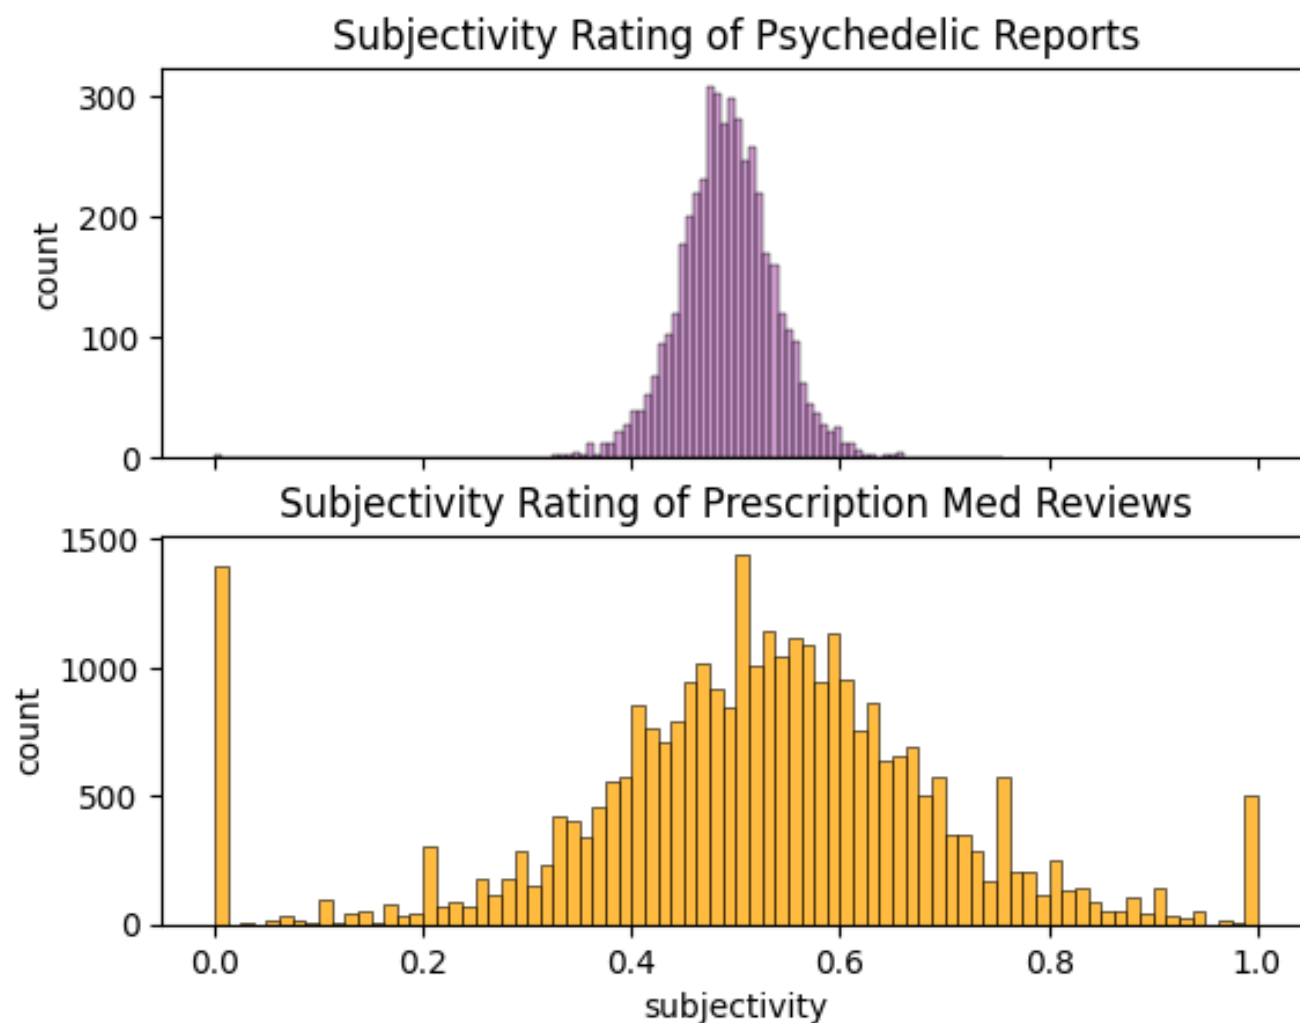 Subjectivity Rating of Psychedelic Reports
300
200
100
0
count
Subjectivity Rating of Prescription Med Reviews
1500
1000
500
0
count
0.0 0.2 0.4 0.6 0.8 1.0
subjectivity